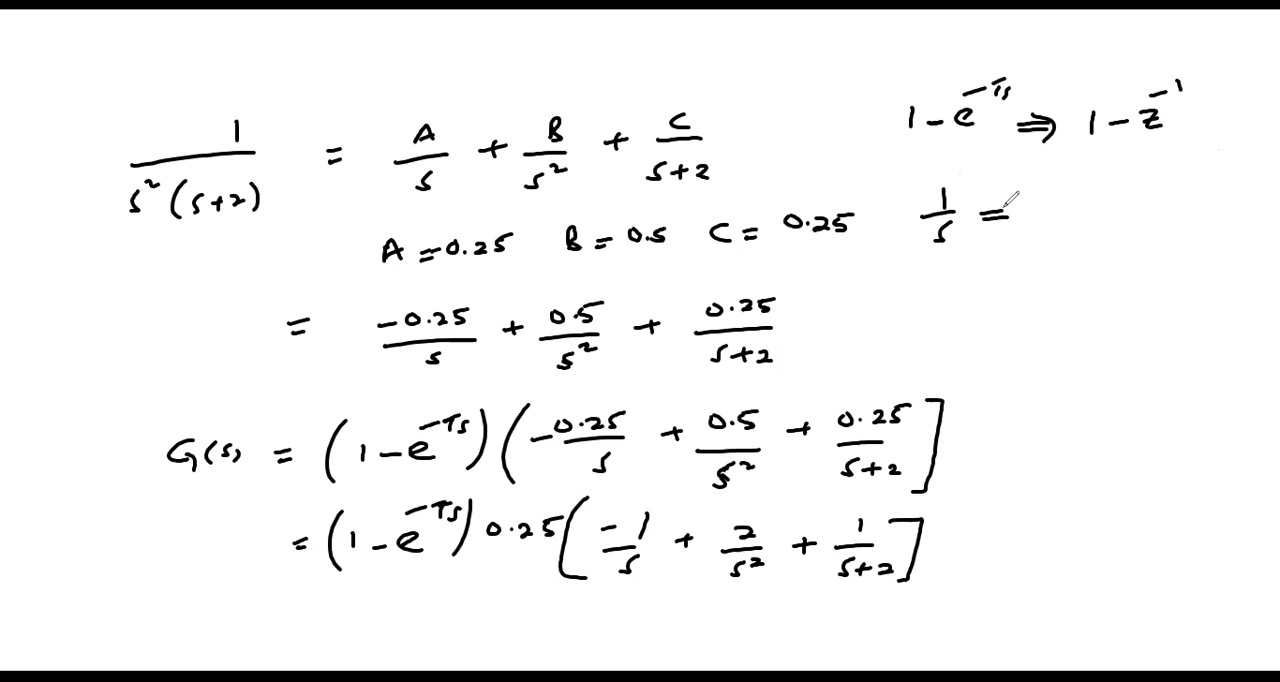 1/(s²(s+2)) = A/s + B/s² + C/(s+2)
1 - e^(-Ts) ⇒ 1 - z^(-1)
A = -0.25 B = 0.5 C = 0.25
1/s =
= -0.25/s + 0.5/s² + 0.25/(s+2)
G(s) = (1 - e^(-Ts)) (-0.25/s + 0.5/s² + 0.25/(s+2)]
= (1 - e^(-Ts)) 0.25 [-1/s + 2/s² + 1/(s+2)]